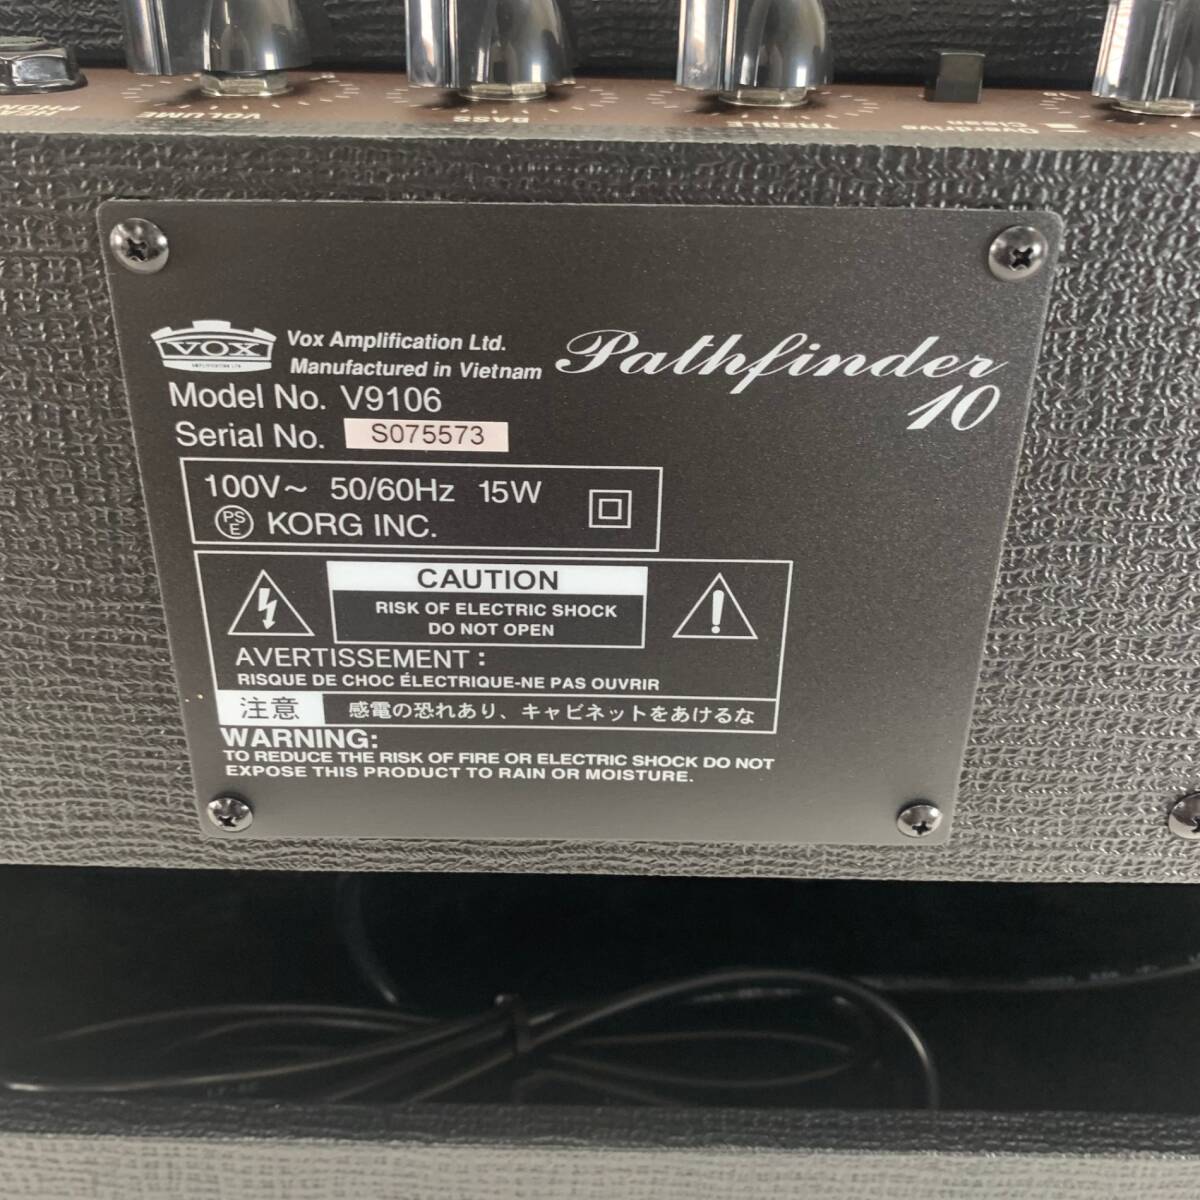 HEA
PHON
VOLUME
BASS
TREBLE
Overdrive
Clean
VOX
AMPLIFICATION LTD
Vox Amplification Ltd.
Manufactured in Vietnam
Pathfinder
10
Model No. V9106
Serial No. S075573
100V~ 50/60Hz 15W
PSE KORG INC.
CAUTION
RISK OF ELECTRIC SHOCK
DO NOT OPEN
AVERTISSEMENT :
RISQUE DE CHOC ÉLECTRIQUE-NE PAS OUVRIR
注意 感電の恐れあり、キャビネットをあけるな
WARNING:
TO REDUCE THE RISK OF FIRE OR ELECTRIC SHOCK DO NOT
EXPOSE THIS PRODUCT TO RAIN OR MOISTURE.